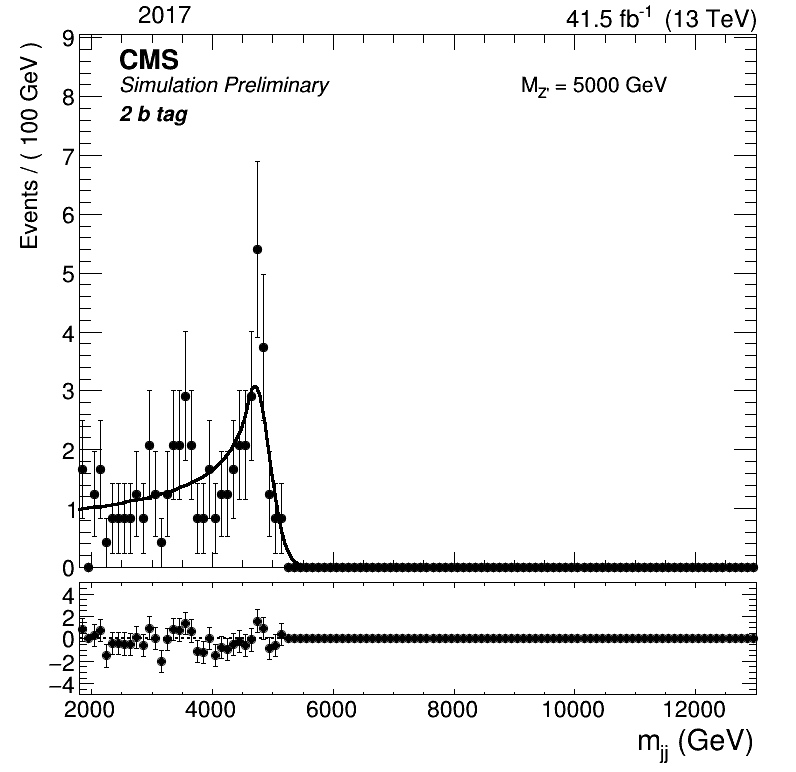 2017
41.5 fb⁻¹ (13 TeV)
CMS
Simulation Preliminary
2 b tag
M_Z' = 5000 GeV
Events / ( 100 GeV )
9
8
7
6
5
4
3
2
1
0
4
2
0
−2
−4
2000 4000 6000 8000 10000 12000
m_jj (GeV)